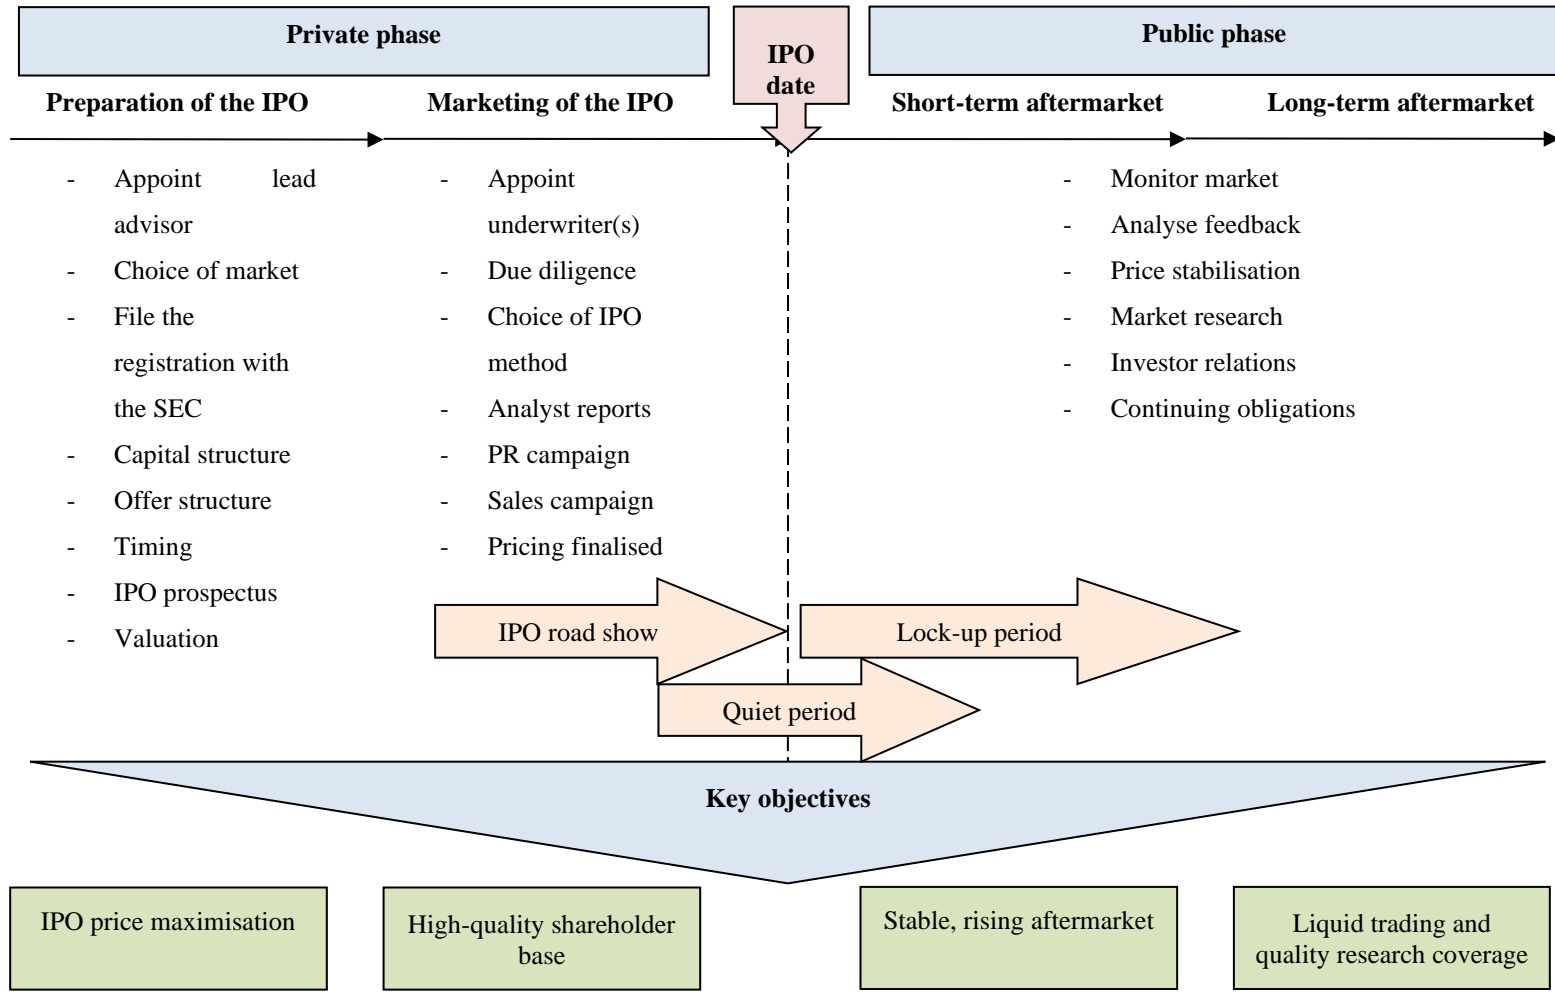 Private phase
IPO
date
Public phase
Preparation of the IPO
Marketing of the IPO
Short-term aftermarket
Long-term aftermarket
- Appoint lead
advisor
- Choice of market
- File the
registration with
the SEC
- Capital structure
- Offer structure
- Timing
- IPO prospectus
- Valuation
- Appoint
underwriter(s)
- Due diligence
- Choice of IPO
method
- Analyst reports
- PR campaign
- Sales campaign
- Pricing finalised
- Monitor market
- Analyse feedback
- Price stabilisation
- Market research
- Investor relations
- Continuing obligations
IPO road show
Lock-up period
Quiet period
Key objectives
IPO price maximisation
High-quality shareholder
base
Stable, rising aftermarket
Liquid trading and
quality research coverage